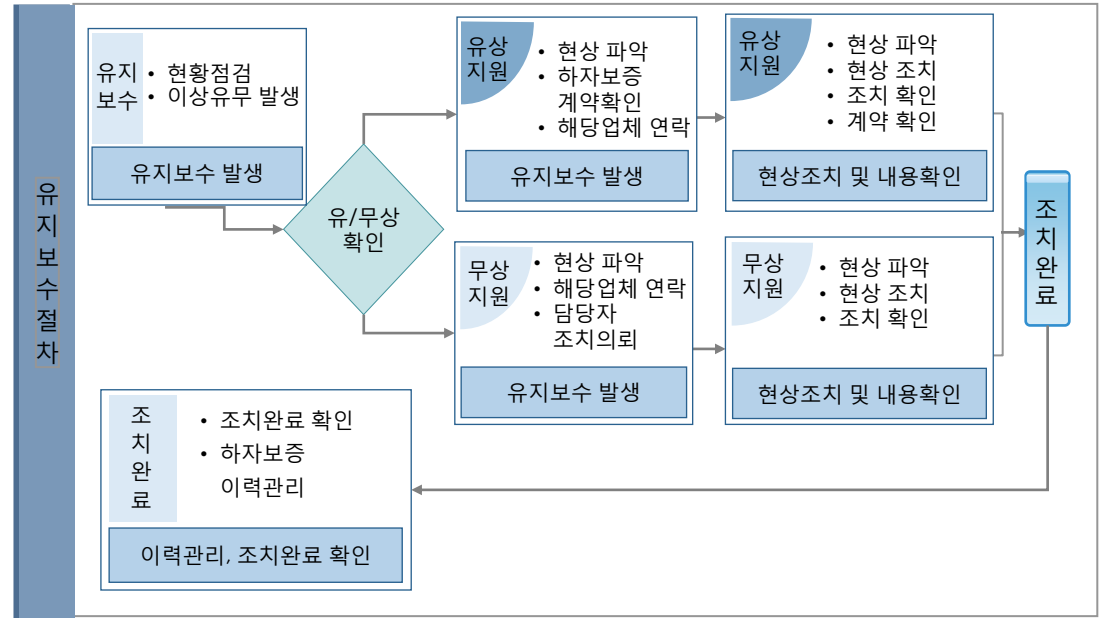 유지보수절차
유지
보수
• 현황점검
• 이상유무 발생
유지보수 발생
유/무상
확인
유상
지원
• 현상 파악
• 하자보증
계약확인
• 해당업체 연락
유지보수 발생
유상
지원
• 현상 파악
• 현상 조치
• 조치 확인
• 계약 확인
현상조치 및 내용확인
무상
지원
• 현상 파악
• 해당업체 연락
• 담당자
조치의뢰
유지보수 발생
무상
지원
• 현상 파악
• 현상 조치
• 조치 확인
현상조치 및 내용확인
조치완료
조치완료
• 조치완료 확인
• 하자보증
이력관리
이력관리, 조치완료 확인